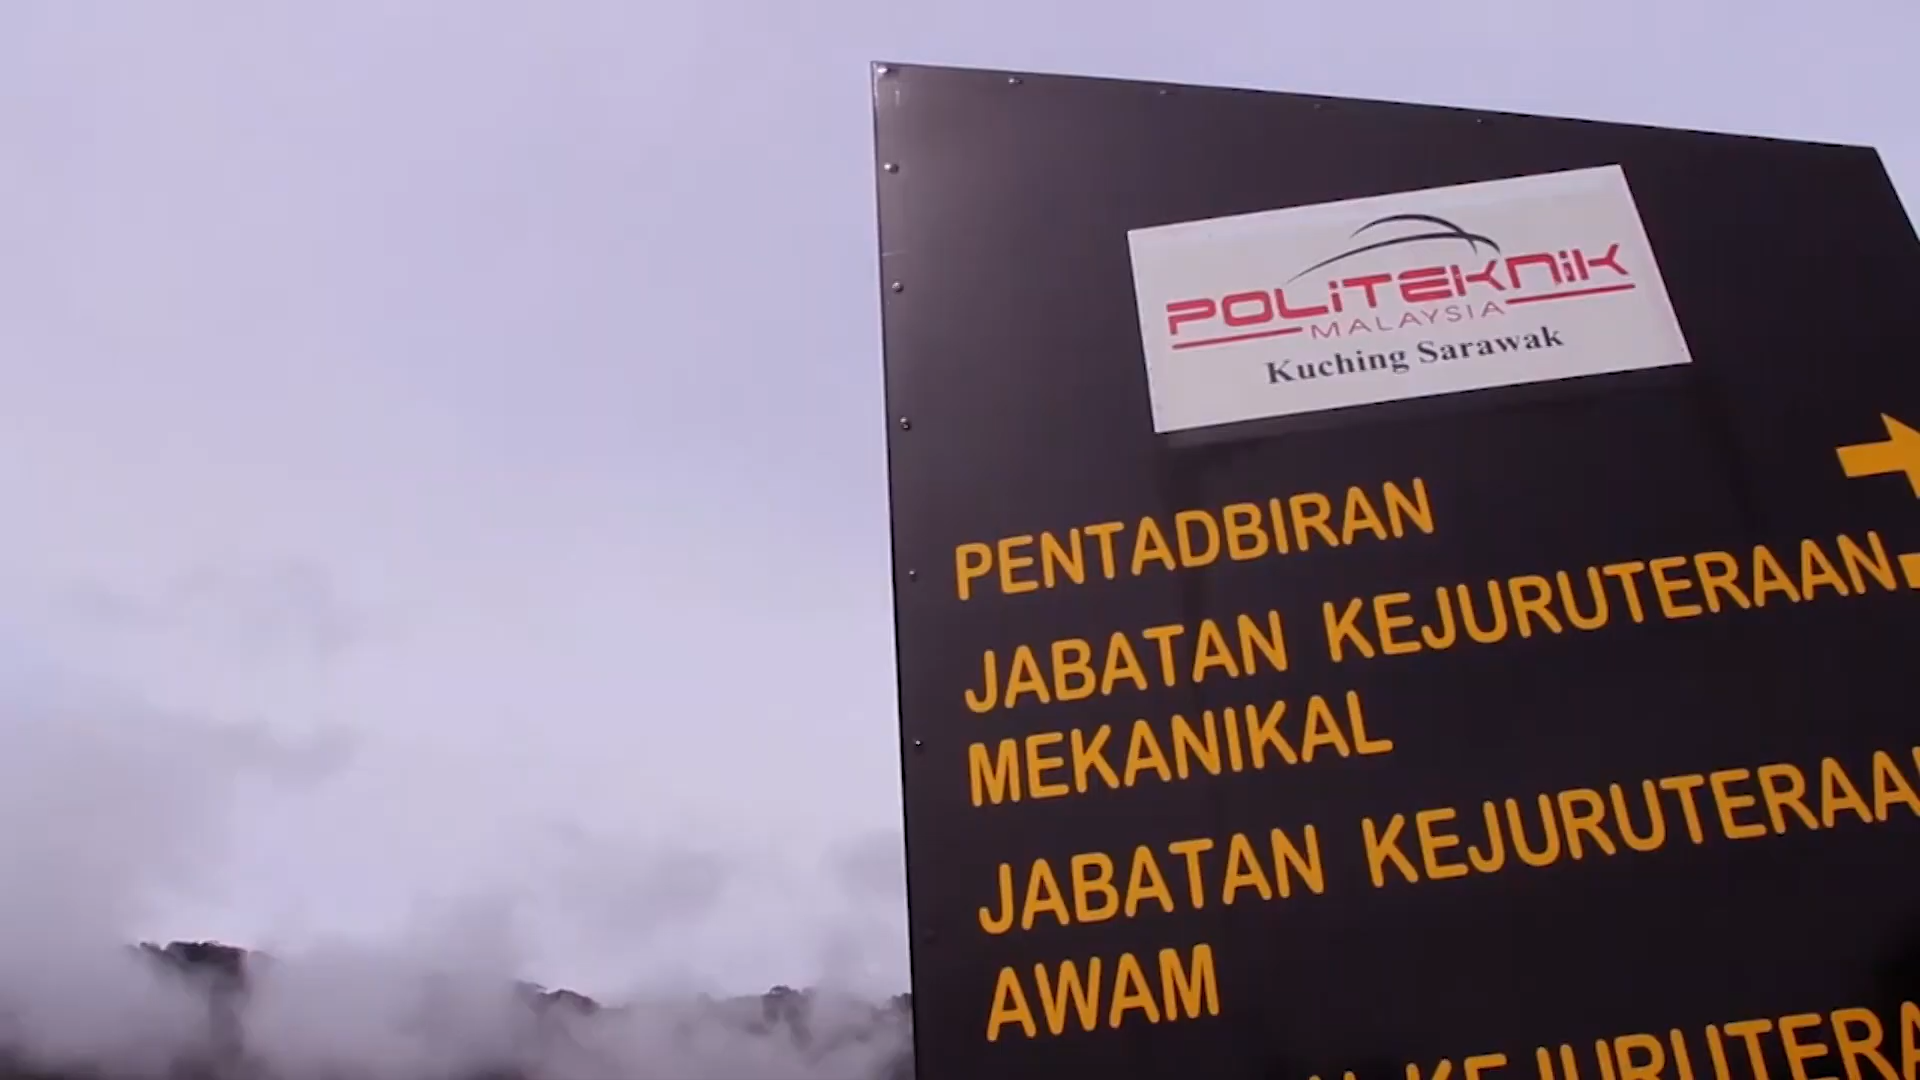 POLiTEKNiK
MALAYSIA
Kuching Sarawak
PENTADBIRAN
JABATAN KEJURUTERAAN
MEKANIKAL
JABATAN KEJURUTERAA
AWAM
KEJURUTERA